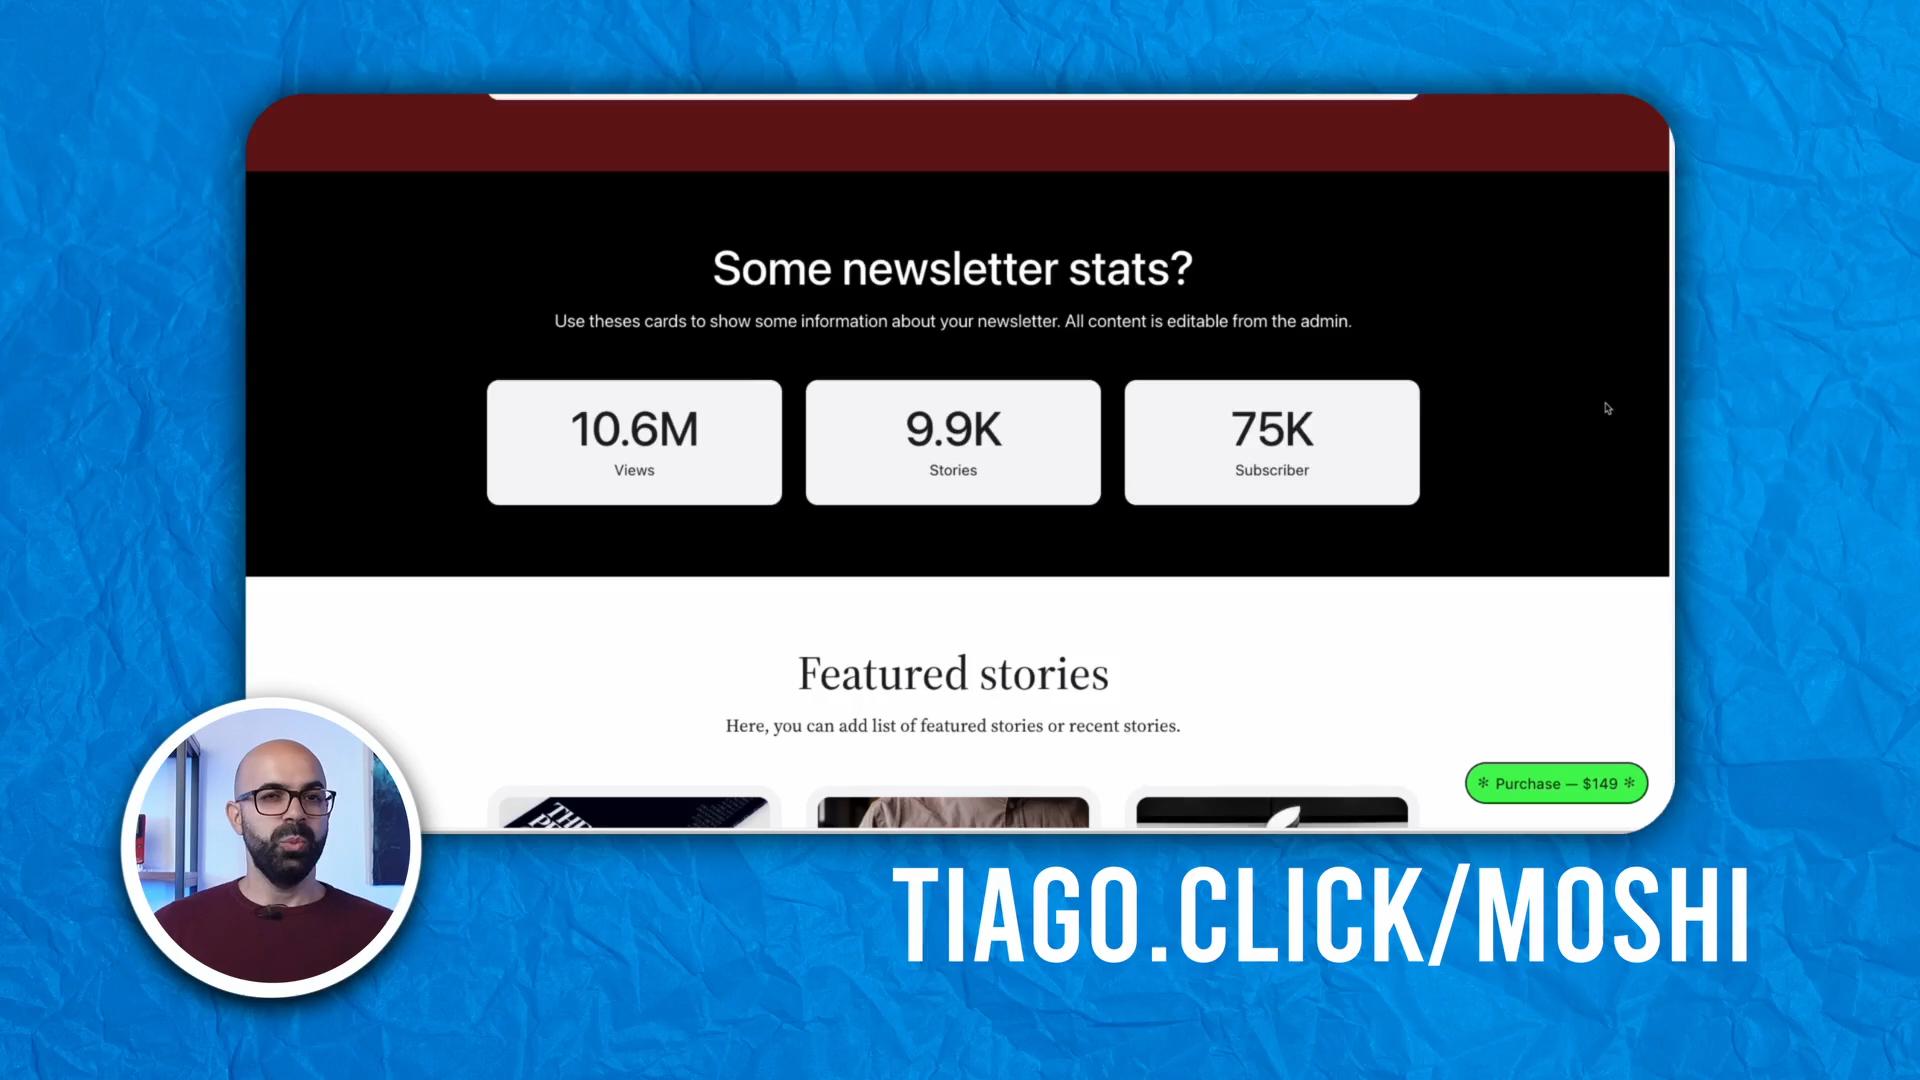 Some newsletter stats?
Use theses cards to show some information about your newsletter. All content is editable from the admin.
10.6M
Views
9.9K
Stories
75K
Subscriber
Featured stories
Here, you can add list of featured stories or recent stories.
✻ Purchase — $149 ✻
TIAGO.CLICK/MOSHI